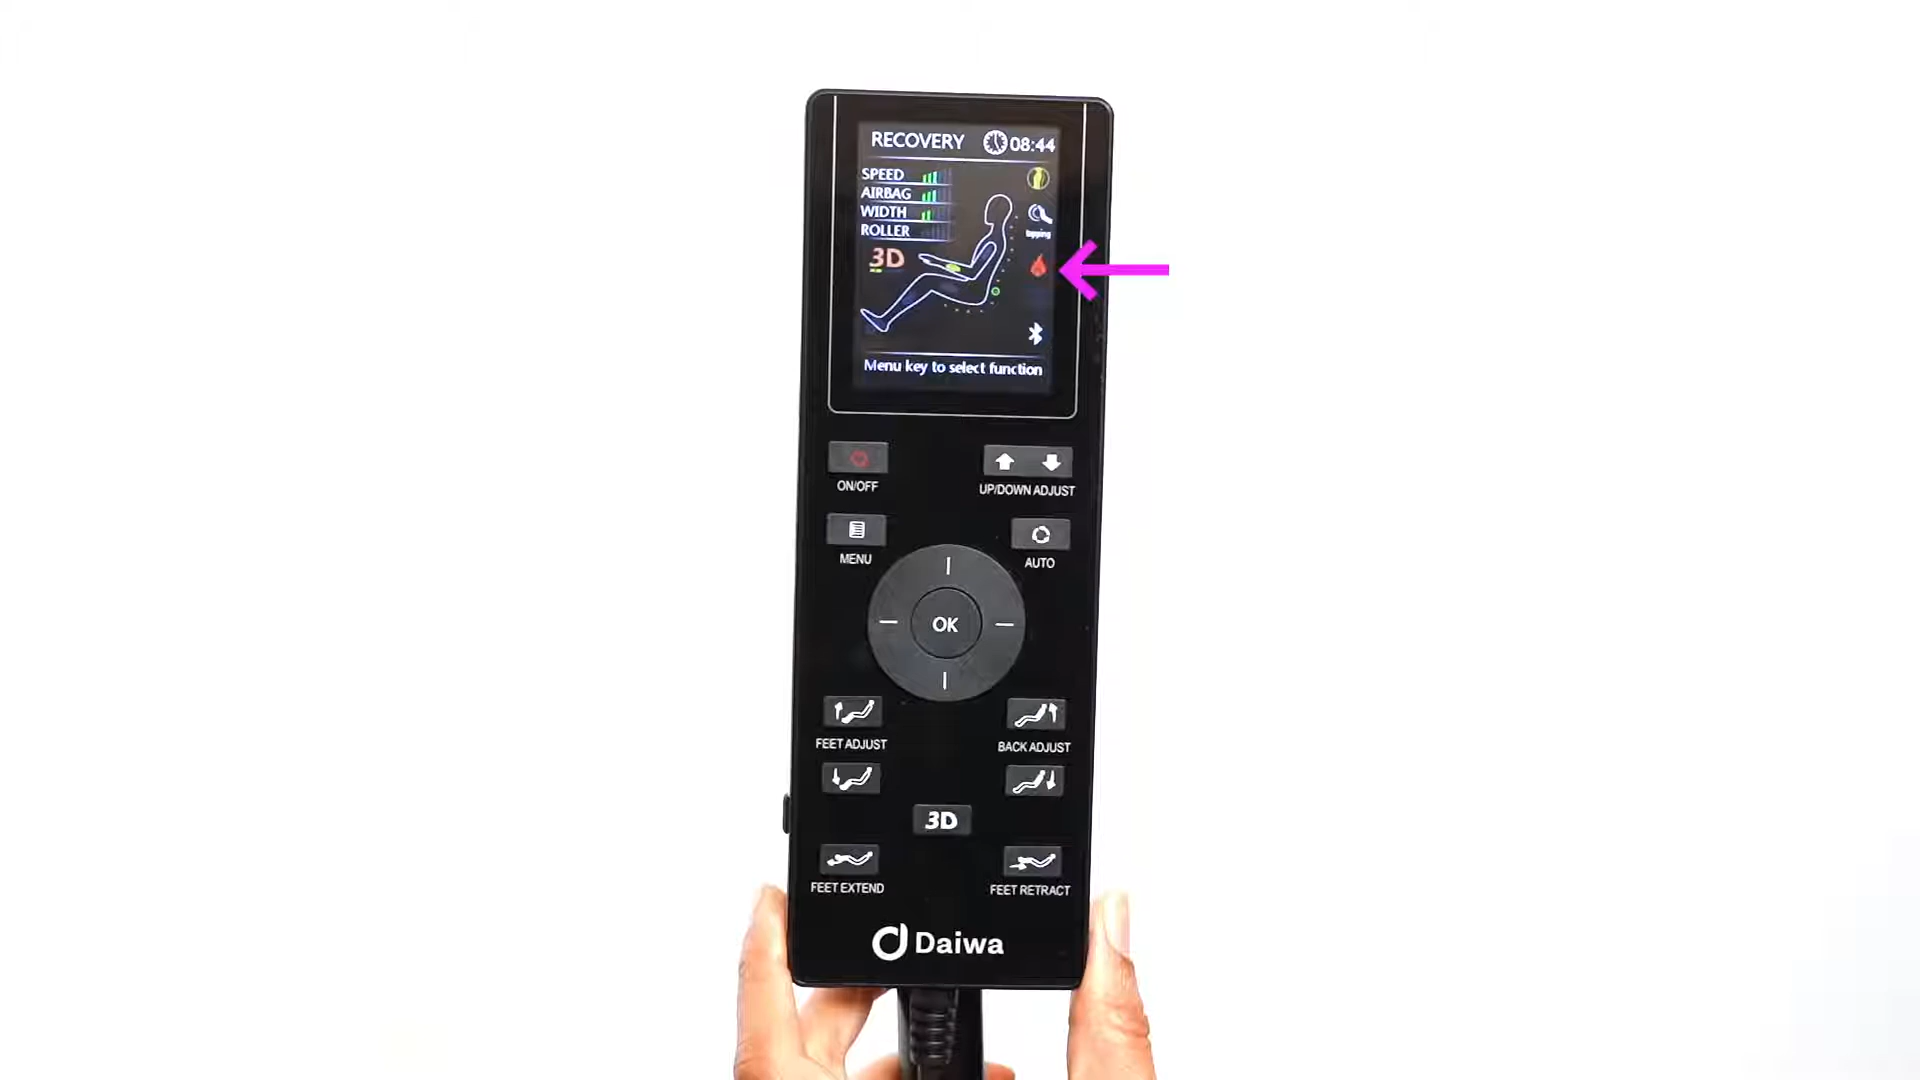 RECOVERY 08:44
SPEED
AIRBAG
WIDTH
ROLLER
tapping
3D
Menu key to select function
ON/OFF
UP/DOWN ADJUST
MENU
AUTO
OK
FEET ADJUST
BACK ADJUST
3D
FEET EXTEND
FEET RETRACT
Daiwa